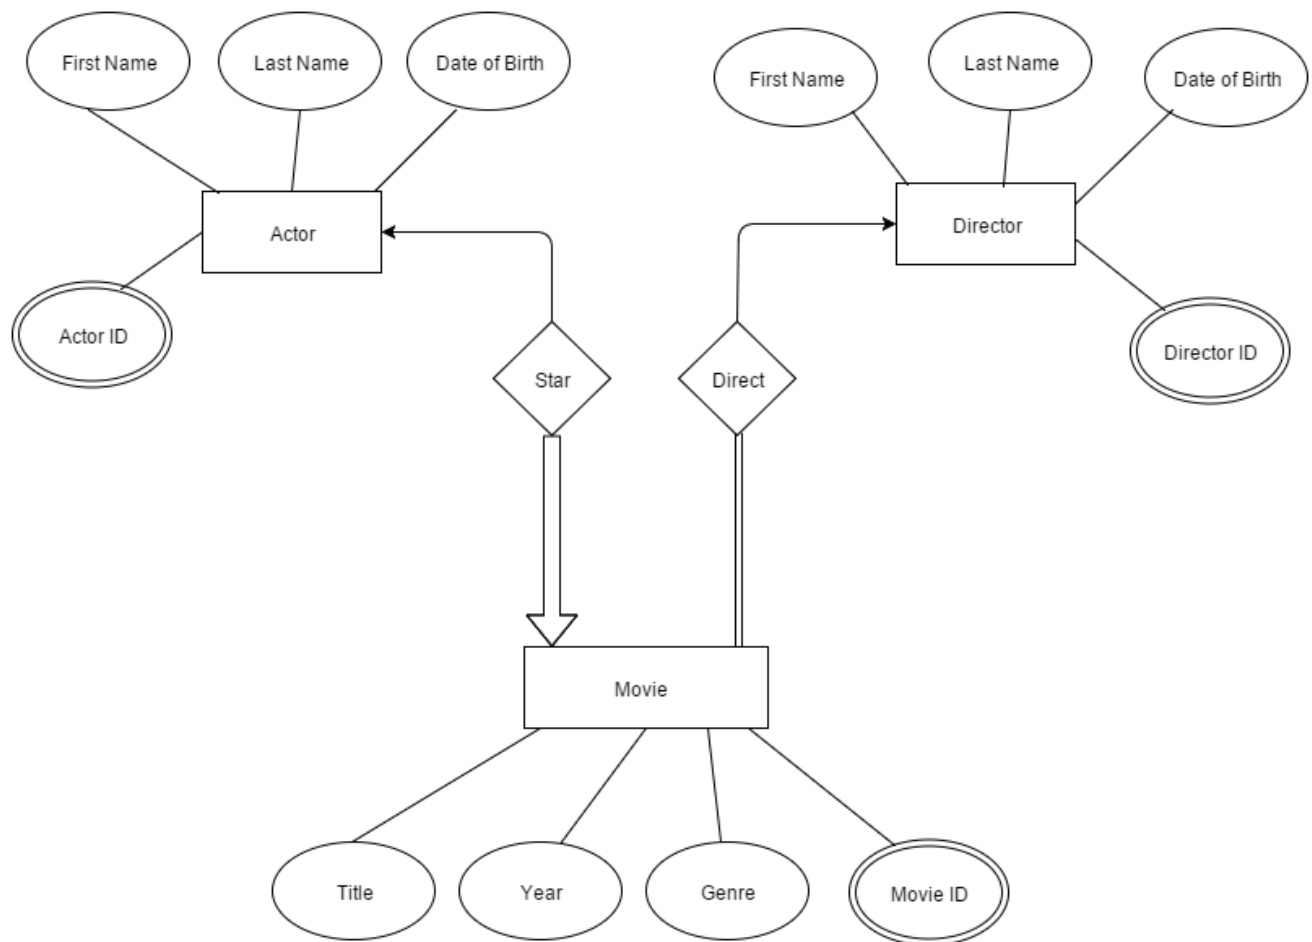 First Name
Last Name
Date of Birth
First Name
Last Name
Date of Birth
Actor
Director
Actor ID
Director ID
Star
Direct
Movie
Title
Year
Genre
Movie ID